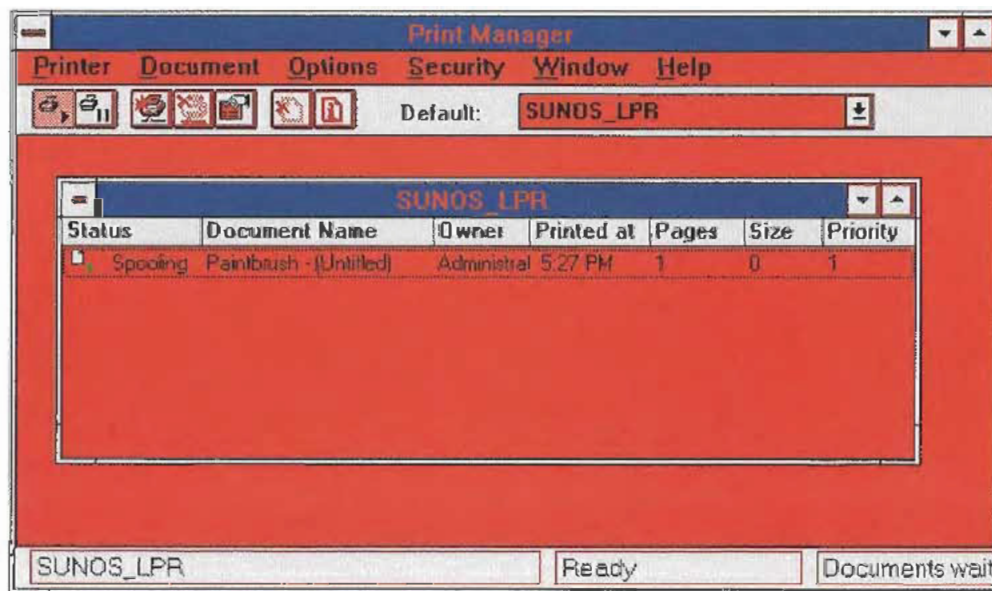 Print Manager
Printer Document Options Security Window Help
Default: SUNOS_LPR
SUNOS_LPR
Status Document Name Owner Printed at Pages Size Priority
Spooling Paintbrush - (Untitled) Administral 5:27 PM 1 0 1
SUNOS_LPR Ready Documents wait